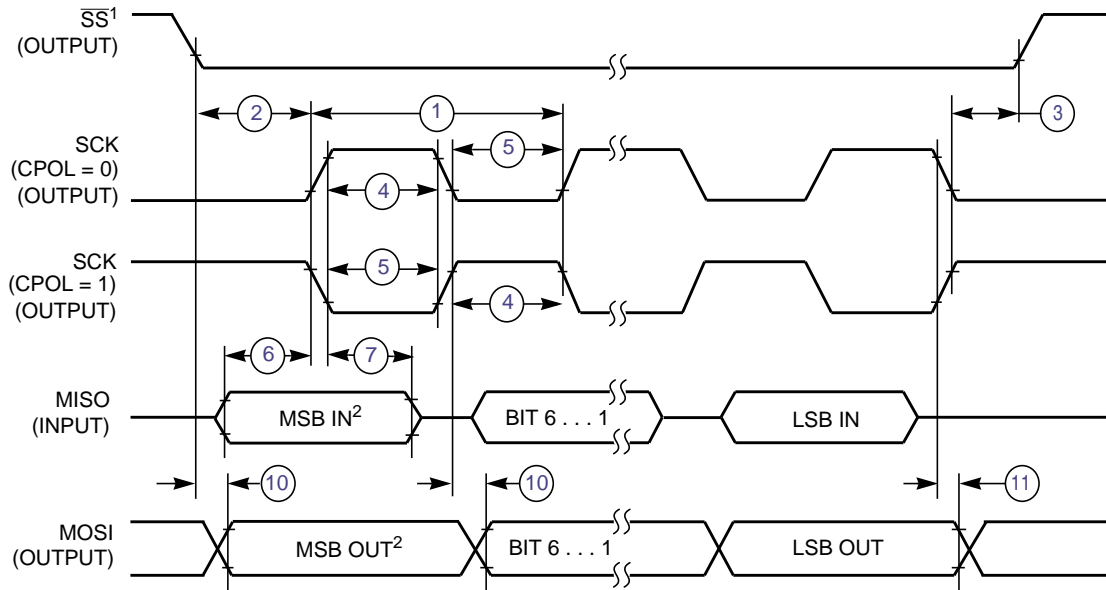 SS1
(OUTPUT)
2
1
3
SCK
(CPOL = 0)
(OUTPUT)
5
4
SCK
(CPOL = 1)
(OUTPUT)
5
4
6
7
MISO
(INPUT)
MSB IN2
BIT 6 . . . 1
LSB IN
10
10
11
MOSI
(OUTPUT)
MSB OUT2
BIT 6 . . . 1
LSB OUT